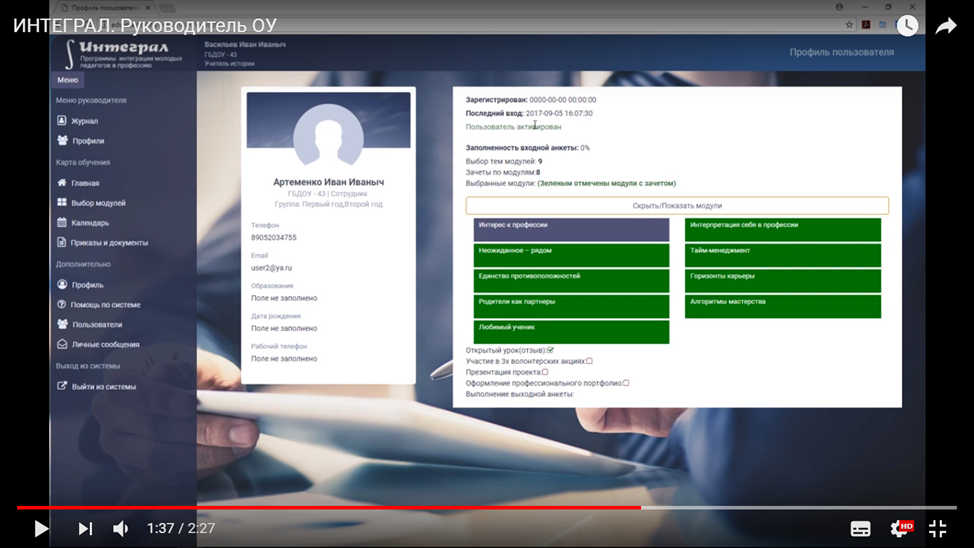 Профиль пользовател
ИНТЕГРАЛ. Руководитель ОУ
Интеграл
Программы интеграции молодых
педагогов в профессию
Васильев Иван Иваныч
ГБДОУ - 43
Учитель истории
Профиль пользователя
Меню
Меню руководителя
Журнал
Профили
Карта обучения
Главная
Выбор модулей
Календарь
Приказы и документы
Дополнительно
Профиль
Помощь по системе
Пользователи
Личные сообщения
Выход из системы
Выйти из системы
Артеменко Иван Иваныч
ГБДОУ - 43 | Сотрудник
Группа: Первый год,Второй год
Телефон
89052034755
Email
user2@ya.ru
Образование
Поле не заполнено
Дата рождения
Поле не заполнено
Рабочий телефон
Поле не заполнено
Зарегистрирован: 0000-00-00 00:00:00
Последний вход: 2017-09-05 16:07:30
Пользователь активирован
Заполненность входной анкеты: 0%
Выбор тем модулей: 9
Зачеты по модулям:8
Выбранные модули: (Зеленым отмечены модули с зачетом)
Скрыть/Показать модули
Интерес к профессии
Интерпретация себя в профессии
Неожиданное – рядом
Тайм-менеджмент
Единство противоположностей
Горизонты карьеры
Родители как партнеры
Алгоритмы мастерства
Любимый ученик
Открытый урок(отзыв):
Участие в 3х волонтерских акциях:
Презентация проекта:
Оформление профессионального портфолио:
Выполнение выходной анкеты:
1:37 / 2:27
HD